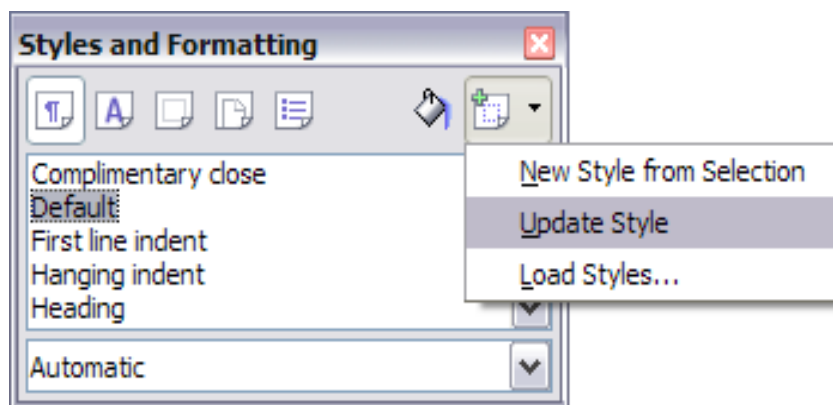 Styles and Formatting
New Style from Selection
Update Style
Load Styles...
Complimentary close
Default
First line indent
Hanging indent
Heading
Automatic